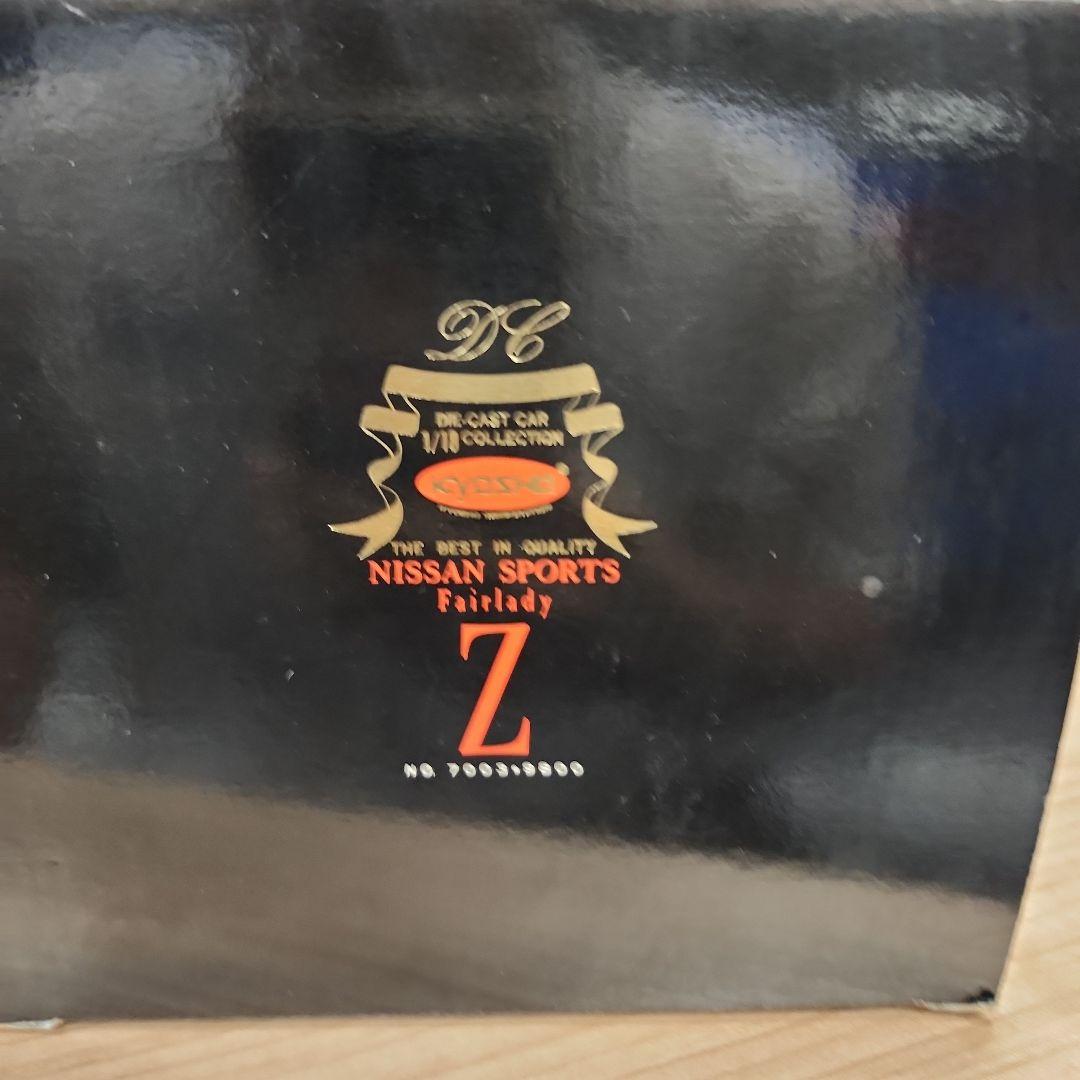 DC
DIE-CAST CAR
1/18 COLLECTION
KYOSHO
THE BEST IN QUALITY
NISSAN SPORTS
Fairlady
Z